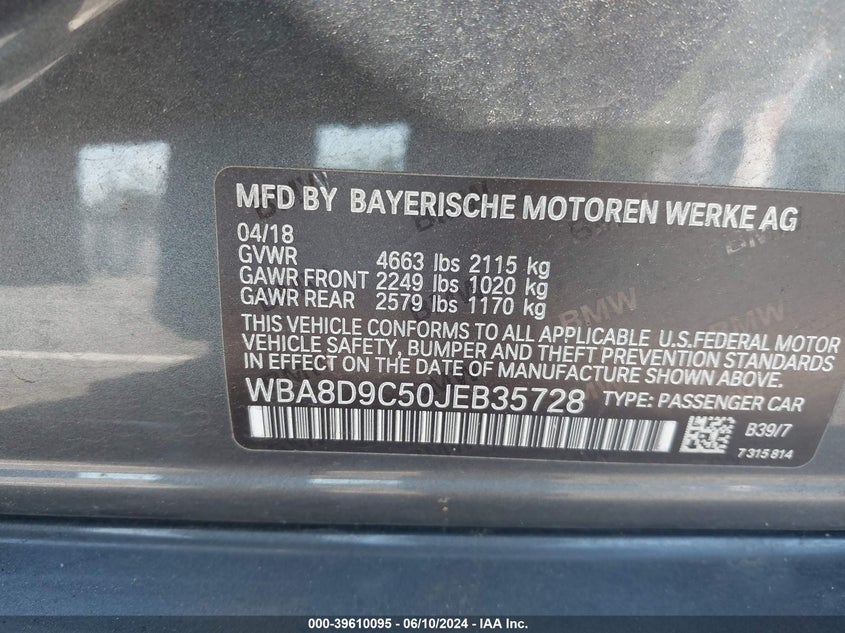 MFD BY BAYERISCHE MOTOREN WERKE AG
04/18
GVWR 4663 lbs 2115 kg
GAWR FRONT 2249 lbs 1020 kg
GAWR REAR 2579 lbs 1170 kg
THIS VEHICLE CONFORMS TO ALL APPLICABLE U.S.FEDERAL MOTOR
VEHICLE SAFETY, BUMPER AND THEFT PREVENTION STANDARDS
IN EFFECT ON THE DATE OF MANUFACTURE SHOWN ABOVE.
WBA8D9C50JEB35728 TYPE: PASSENGER CAR
B39/7
7 315 814
000-39610095 - 06/10/2024 - IAA Inc.